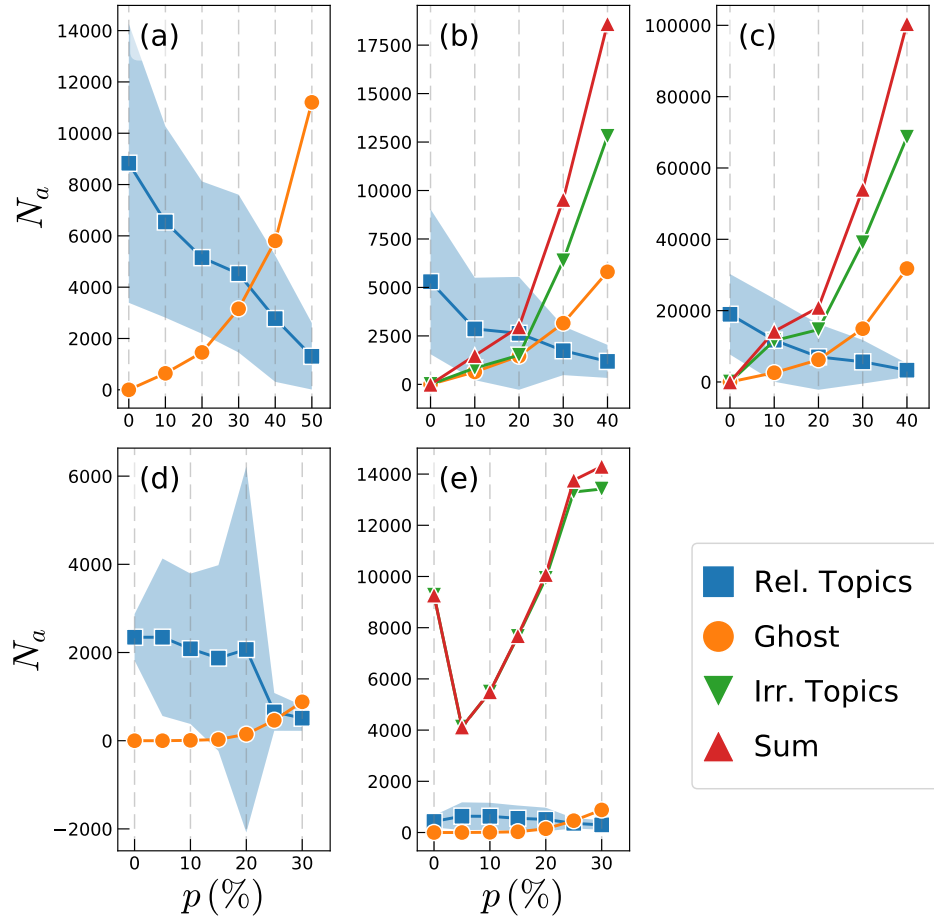 (a)
14000
12000
10000
8000
6000
4000
2000
0
0 10 20 30 40 50
N_a
(b)
17500
15000
12500
10000
7500
5000
2500
0
0 10 20 30 40
(c)
100000
80000
60000
40000
20000
0
0 10 20 30 40
(d)
6000
4000
2000
0
−2000
0 10 20 30
N_a
p (%)
(e)
14000
12000
10000
8000
6000
4000
2000
0
0 10 20 30
p (%)
Rel. Topics
Ghost
Irr. Topics
Sum